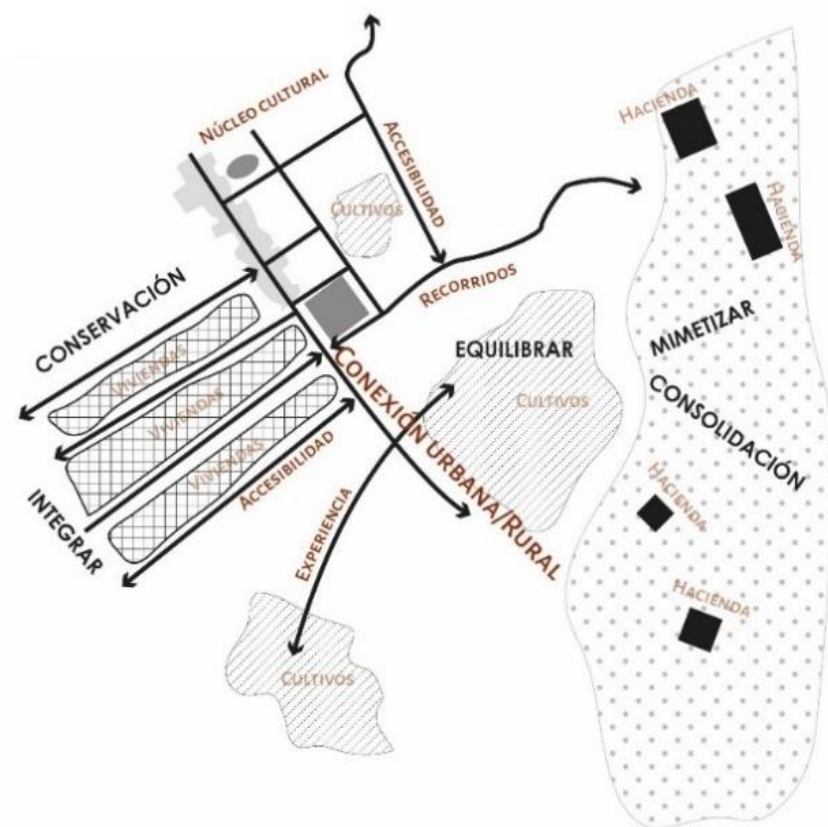 Núcleo cultural
Accesibilidad
Hacienda
Hacienda
Cultivos
Recorridos
CONSERVACIÓN
MIMETIZAR
EQUILIBRAR
Viviendas
Conexión urbana/Rural
Cultivos
CONSOLIDACIÓN
Viviendas
Viviendas
Accesibilidad
INTEGRAR
Experiencia
Hacienda
Hacienda
Cultivos